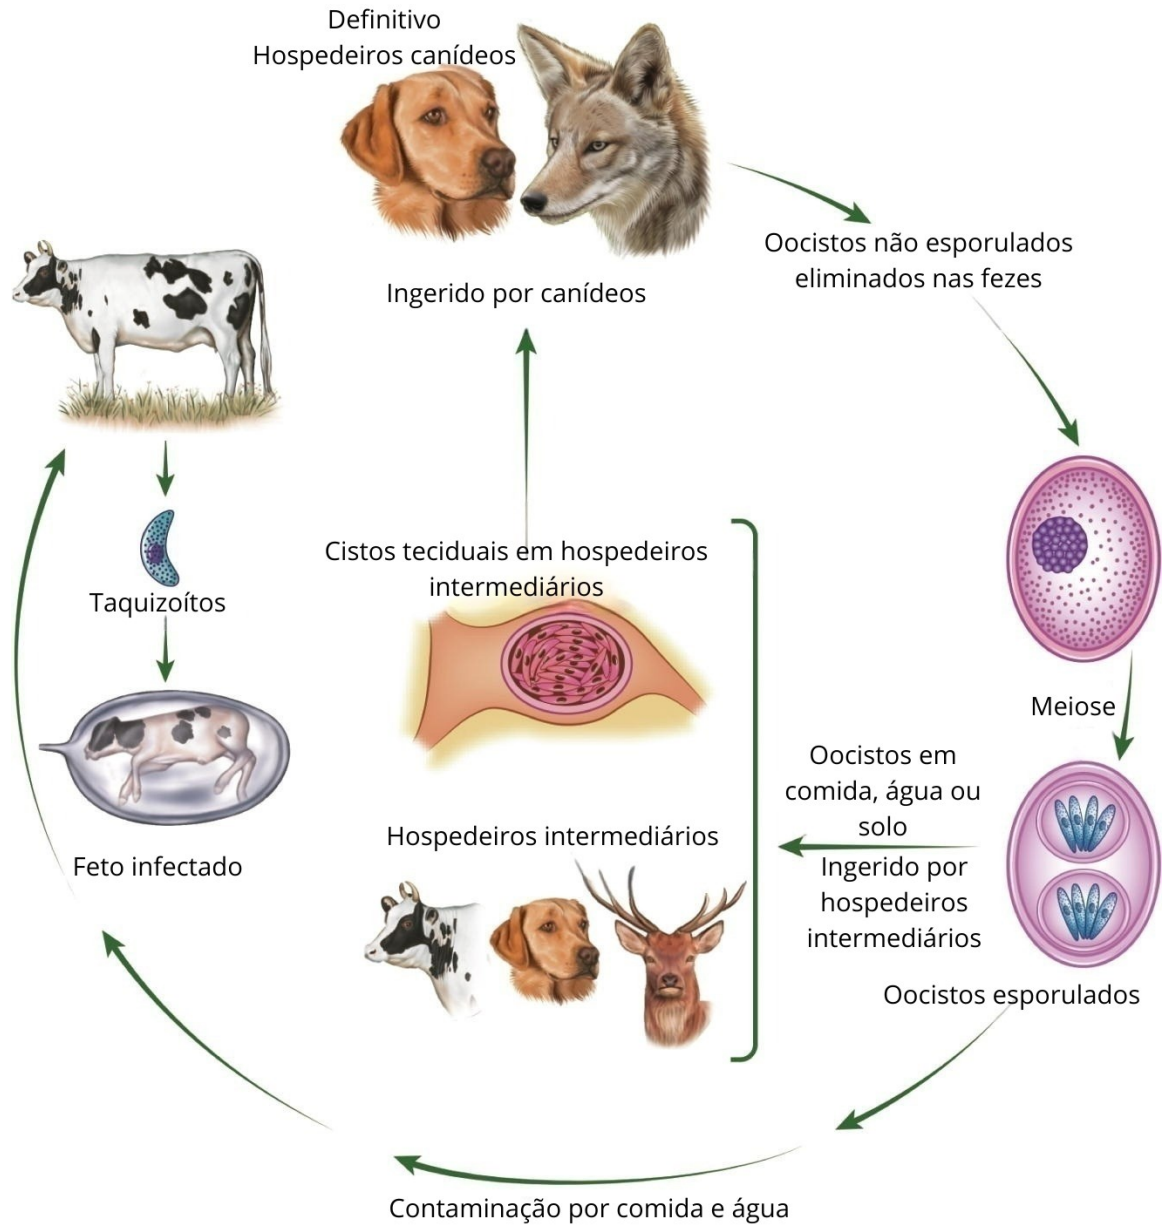 Definitivo
Hospedeiros canídeos
Ingerido por canídeos
Oocistos não esporulados
eliminados nas fezes
Cistos teciduais em hospedeiros
intermediários
Taquizoítos
Meiose
Oocistos em
comida, água ou
solo
Ingerido por
hospedeiros
intermediários
Hospedeiros intermediários
Feto infectado
Oocistos esporulados
Contaminação por comida e água